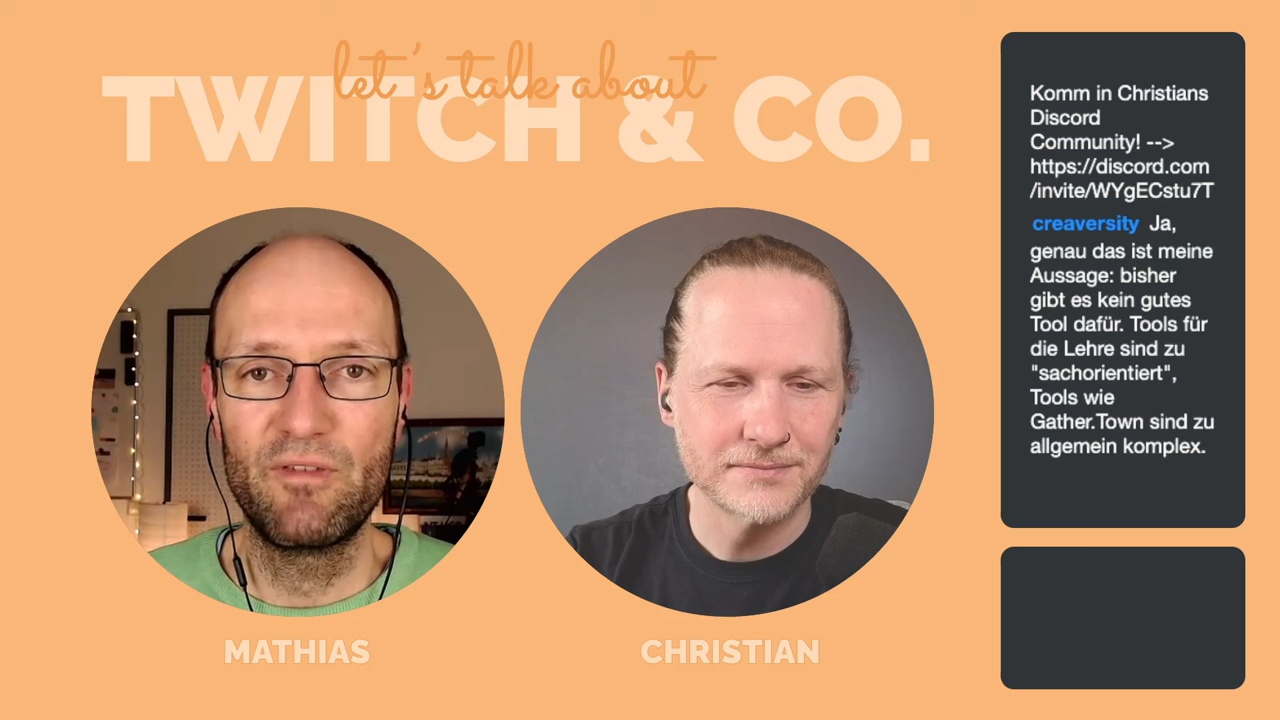 let's talk about
TWITCH & CO.
MATHIAS
CHRISTIAN
Komm in Christians
Discord
Community! -->
https://discord.com
/invite/WYgECstu7T
creaversity Ja,
genau das ist meine
Aussage: bisher
gibt es kein gutes
Tool dafür. Tools für
die Lehre sind zu
"sachorientiert",
Tools wie
Gather.Town sind zu
allgemein komplex.